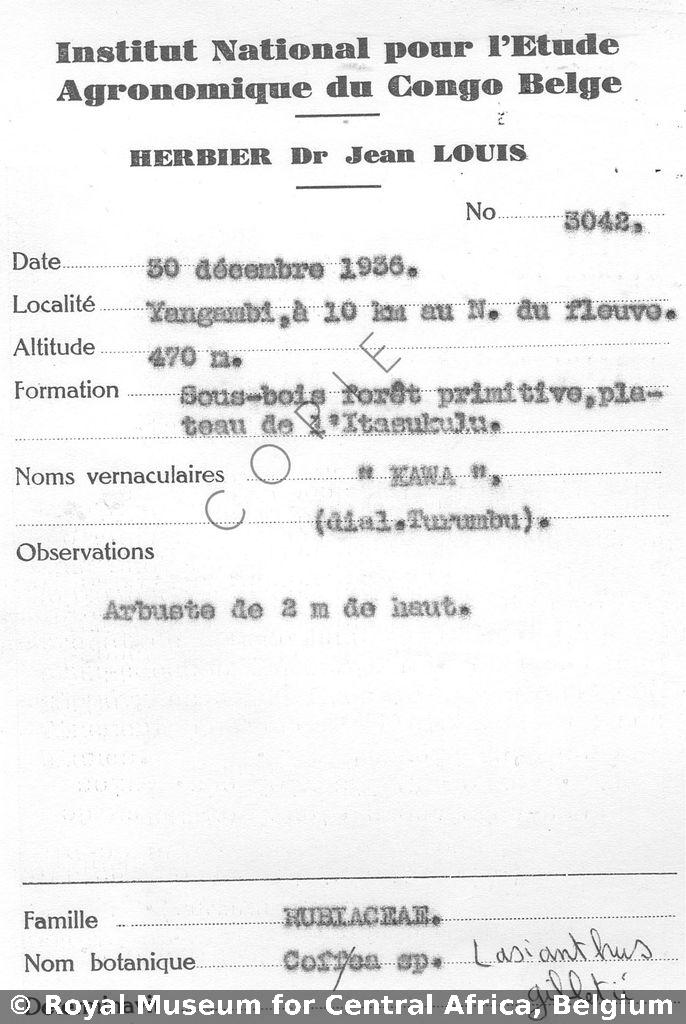 Institut National pour l'Etude
Agronomique du Congo Belge
HERBIER Dr Jean LOUIS
No 3042.
Date 30 décembre 1936.
Localité Yangambi, à 10 km au N. du fleuve.
Altitude 470 m.
Formation Sous-bois forêt primitive, pla-
teau de l'Itasukulu.
COPIE
Noms vernaculaires " KAWA ".
(dial. Turumbu).
Observations
Arbuste de 2 m de haut.
Famille RUBIACEAE.
Nom botanique Coffea sp. Lasianthus
gilletii
© Royal Museum for Central Africa, Belgium